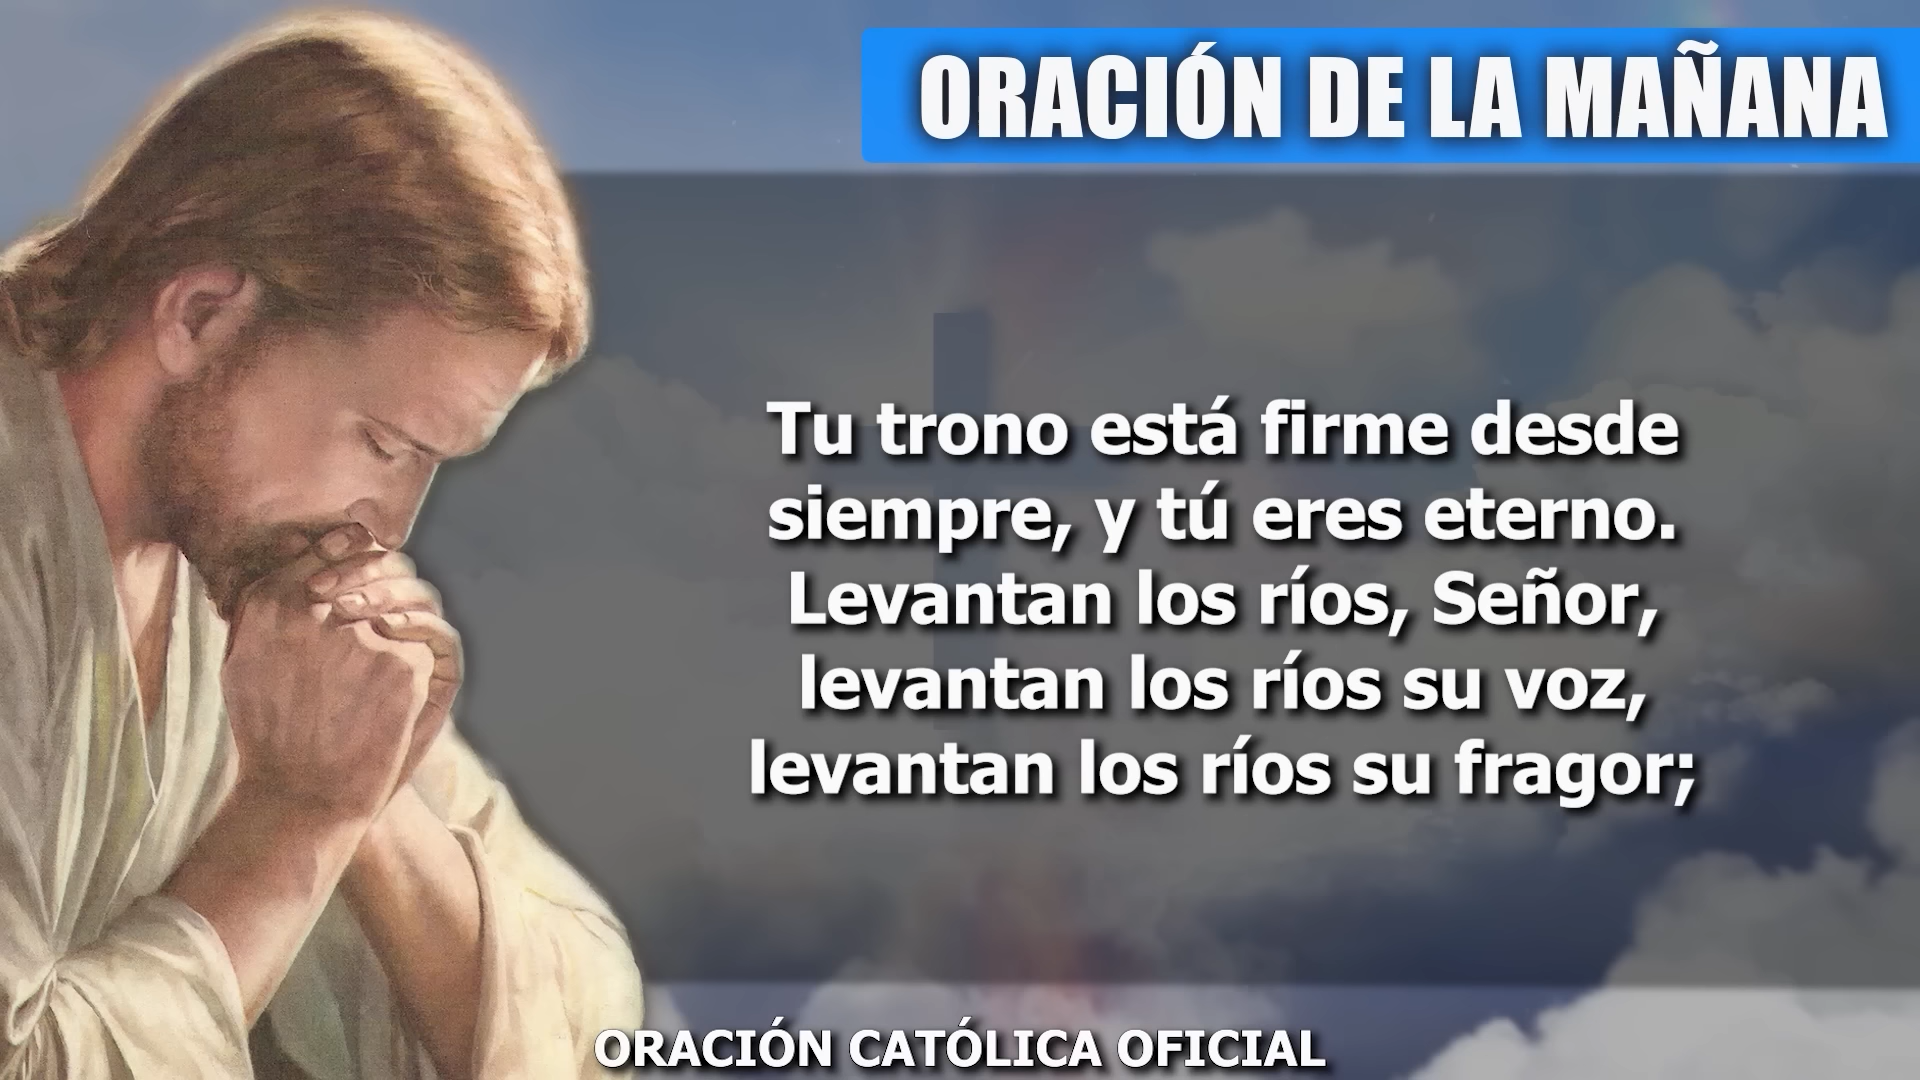 ORACIÓN DE LA MAÑANA
Tu trono está firme desde
siempre, y tú eres eterno.
Levantan los ríos, Señor,
levantan los ríos su voz,
levantan los ríos su fragor;
ORACIÓN CATÓLICA OFICIAL